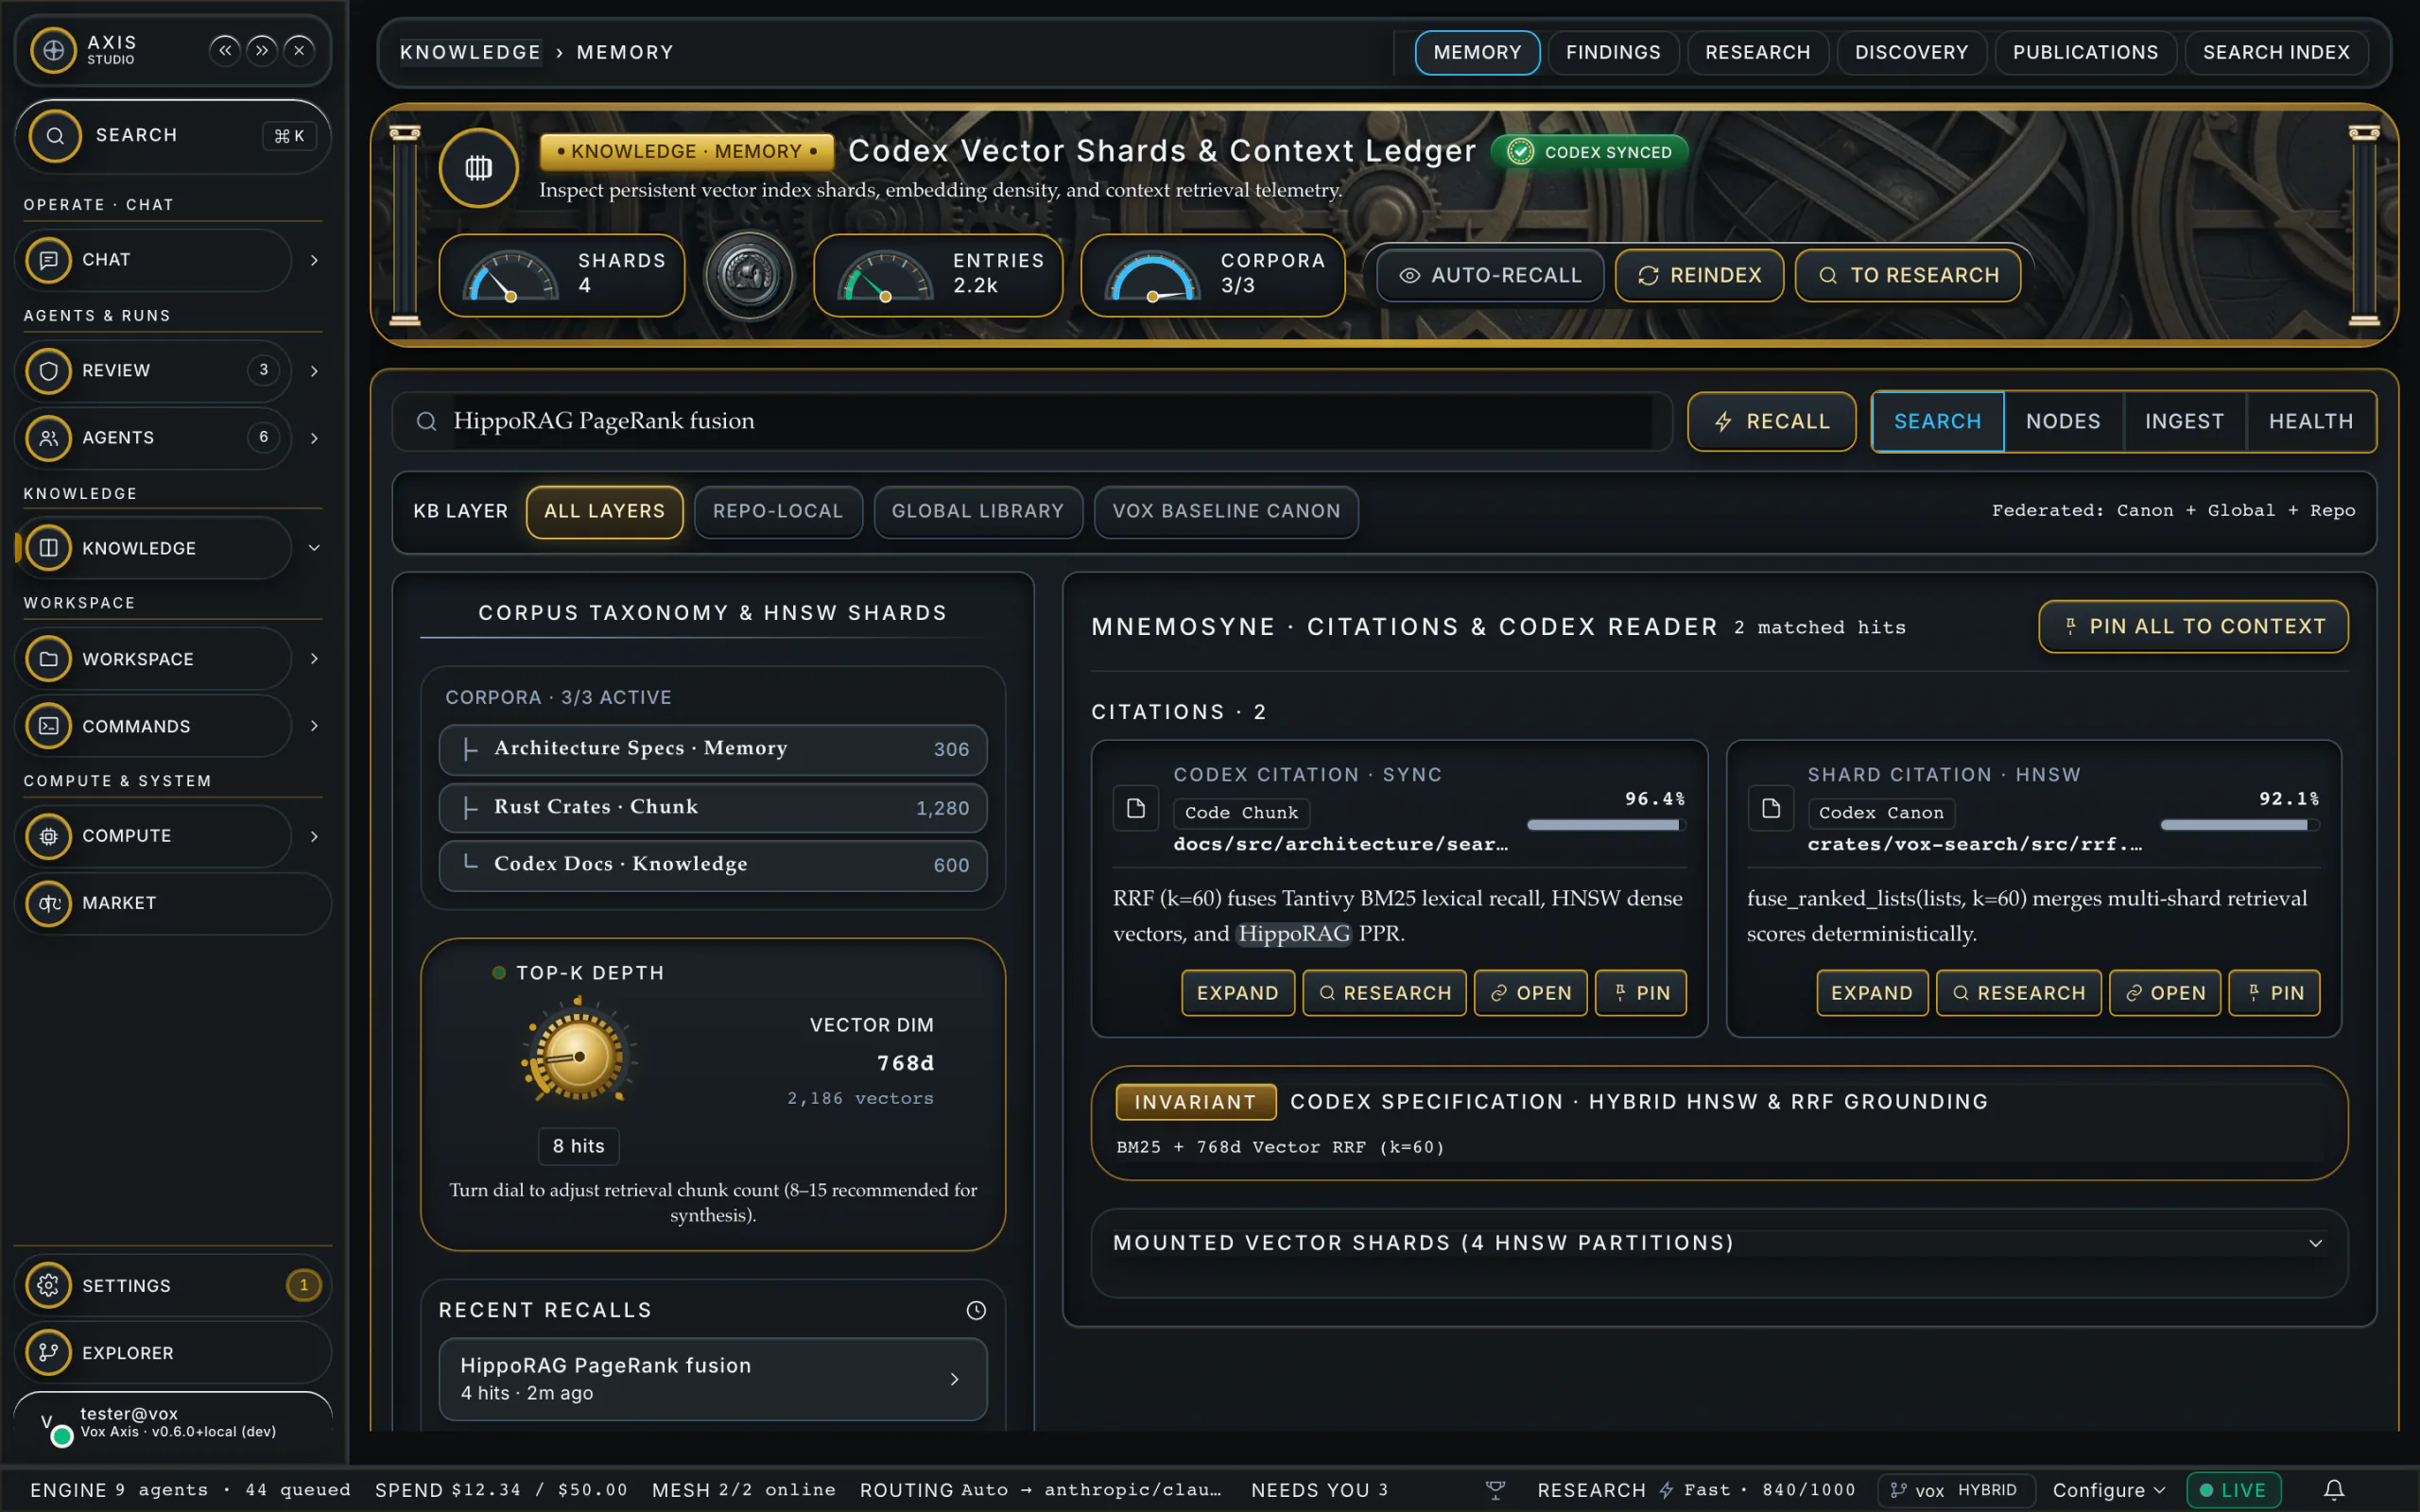 AXIS
STUDIO
SEARCH ⌘ K
OPERATE · CHAT
CHAT
AGENTS & RUNS
REVIEW 3
AGENTS 6
KNOWLEDGE
KNOWLEDGE
WORKSPACE
WORKSPACE
COMMANDS
COMPUTE & SYSTEM
COMPUTE
MARKET
SETTINGS 1
EXPLORER
V
tester@vox
Vox Axis · v0.6.0+local (dev)
KNOWLEDGE › MEMORY
MEMORY FINDINGS RESEARCH DISCOVERY PUBLICATIONS SEARCH INDEX
• KNOWLEDGE · MEMORY • Codex Vector Shards & Context Ledger CODEX SYNCED
Inspect persistent vector index shards, embedding density, and context retrieval telemetry.
SHARDS
4
ENTRIES
2.2k
CORPORA
3/3
AUTO-RECALL REINDEX TO RESEARCH
HippoRAG PageRank fusion
RECALL
SEARCH NODES INGEST HEALTH
KB LAYER ALL LAYERS REPO-LOCAL GLOBAL LIBRARY VOX BASELINE CANON Federated: Canon + Global + Repo
CORPUS TAXONOMY & HNSW SHARDS
CORPORA · 3/3 ACTIVE
├ Architecture Specs · Memory 306
├ Rust Crates · Chunk 1,280
└ Codex Docs · Knowledge 600
TOP-K DEPTH
8 hits
VECTOR DIM
768d
2,186 vectors
Turn dial to adjust retrieval chunk count (8–15 recommended for
synthesis).
RECENT RECALLS
HippoRAG PageRank fusion
4 hits · 2m ago
MNEMOSYNE · CITATIONS & CODEX READER 2 matched hits PIN ALL TO CONTEXT
CITATIONS · 2
CODEX CITATION · SYNC
Code Chunk
docs/src/architecture/sear…
96.4%
RRF (k=60) fuses Tantivy BM25 lexical recall, HNSW dense
vectors, and HippoRAG PPR.
EXPAND RESEARCH OPEN PIN
SHARD CITATION · HNSW
Codex Canon
crates/vox-search/src/rrf.…
92.1%
fuse_ranked_lists(lists, k=60) merges multi-shard retrieval
scores deterministically.
EXPAND RESEARCH OPEN PIN
INVARIANT CODEX SPECIFICATION · HYBRID HNSW & RRF GROUNDING
BM25 + 768d Vector RRF (k=60)
MOUNTED VECTOR SHARDS (4 HNSW PARTITIONS)
ENGINE 9 agents · 44 queued SPEND $12.34 / $50.00 MESH 2/2 online ROUTING Auto → anthropic/clau… NEEDS YOU 3 RESEARCH Fast · 840/1000 vox HYBRID Configure LIVE